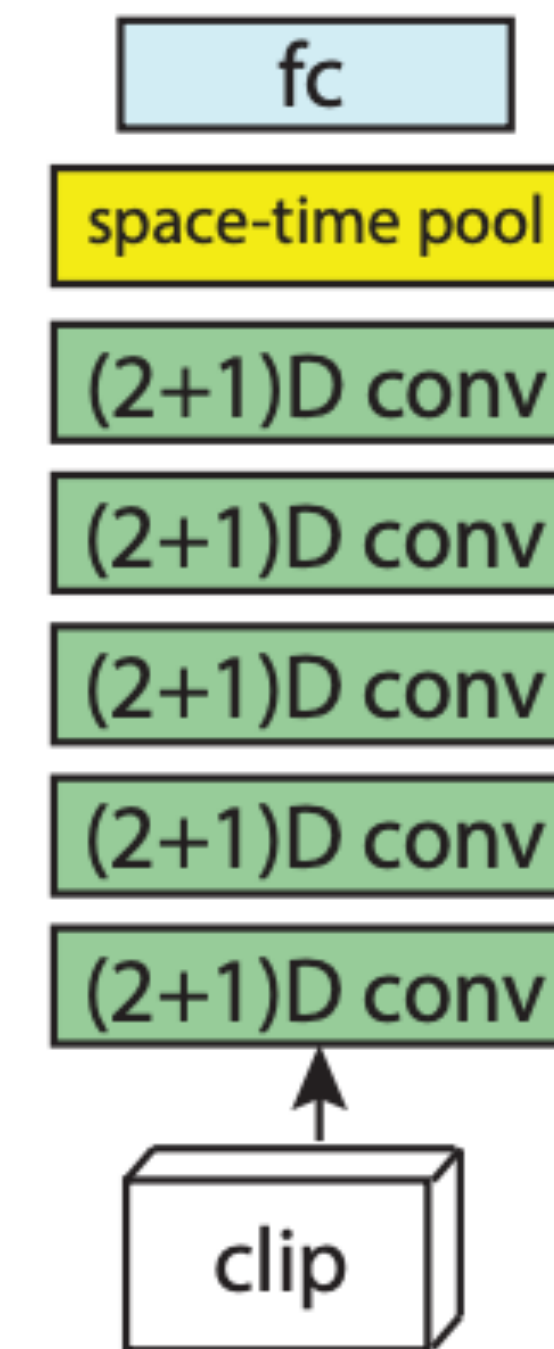 fc
space-time pool
(2+1)D conv
(2+1)D conv
(2+1)D conv
(2+1)D conv
(2+1)D conv
clip